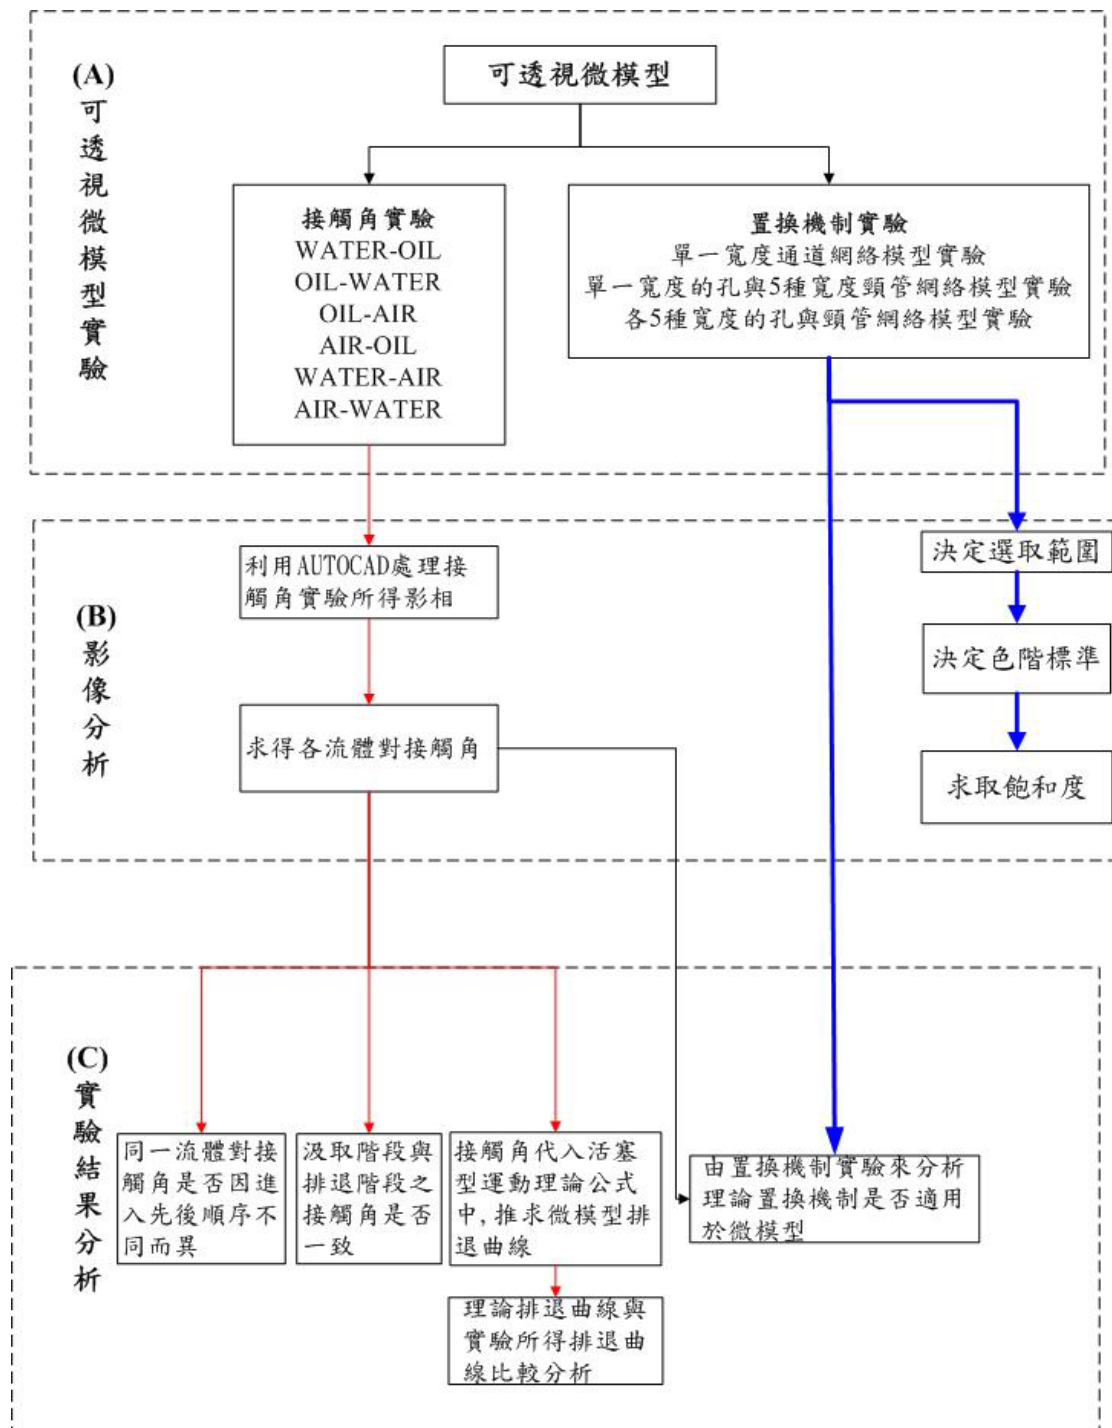 (A)
可透視微模型實驗
可透視微模型
接觸角實驗
WATER-OIL
OIL-WATER
OIL-AIR
AIR-OIL
WATER-AIR
AIR-WATER
置換機制實驗
單一寬度通道網絡模型實驗
單一寬度的孔與5種寬度頸管網絡模型實驗
各5種寬度的孔與頸管網絡模型實驗
(B)
影像分析
利用AUTOCAD處理接
觸角實驗所得影相
求得各流體對接觸角
決定選取範圍
決定色階標準
求取飽和度
(C)
實驗結果分析
同一流體對接
觸角是否因進
入先後順序不
同而異
汲取階段與
排退階段之
接觸角是否
一致
接觸角代入活塞
型運動理論公式
中,推求微模型排
退曲線
理論排退曲線與
實驗所得排退曲
線比較分析
由置換機制實驗來分析
理論置換機制是否適用
於微模型